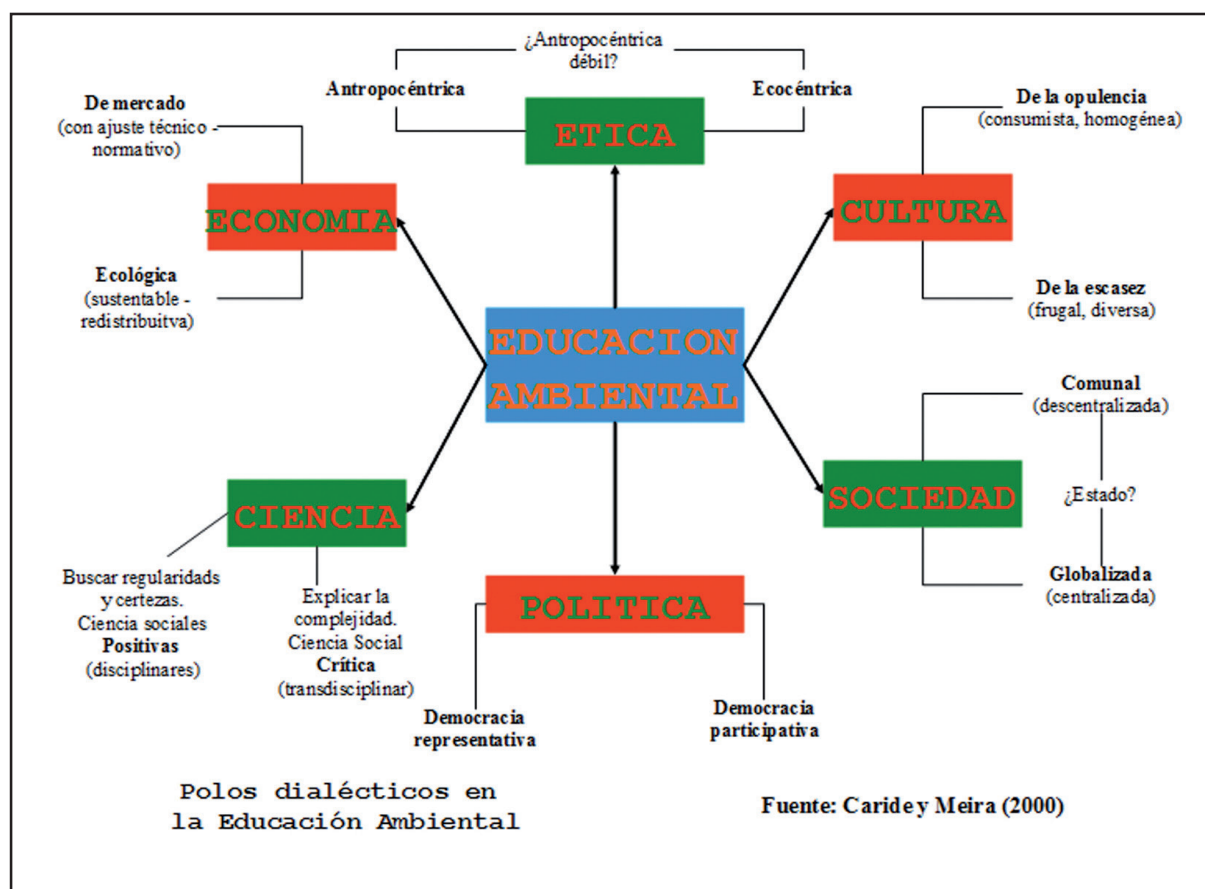 ¿Antropocéntrica
débil?
Antropocéntrica
Ecocéntrica
ETICA
De mercado
(con ajuste técnico -
normativo)
ECONOMIA
Ecológica
(sustentable -
redistribuitva)
De la opulencia
(consumista, homogénea)
CULTURA
De la escasez
(frugal, diversa)
EDUCACION
AMBIENTAL
Comunal
(descentralizada)
SOCIEDAD
¿Estado?
Globalizada
(centralizada)
CIENCIA
Buscar regularidads
y certezas.
Ciencia sociales
Positivas
(disciplinares)
Explicar la
complejidad.
Ciencia Social
Crítica
(transdisciplinar)
POLITICA
Democracia
representativa
Democracia
participativa
Polos dialécticos en
la Educación Ambiental
Fuente: Caride y Meira (2000)